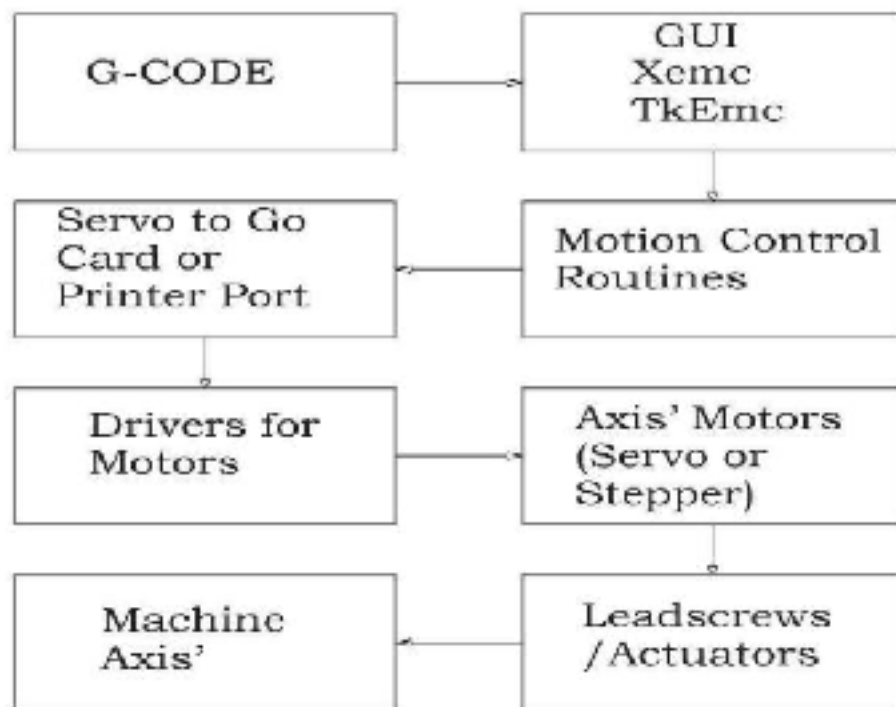 G-CODE
GUI
Xemc
TkEmc
Motion Control
Routines
Servo to Go
Card or
Printer Port
Drivers for
Motors
Axis' Motors
(Servo or
Stepper)
Leadscrews
/Actuators
Machine
Axis'